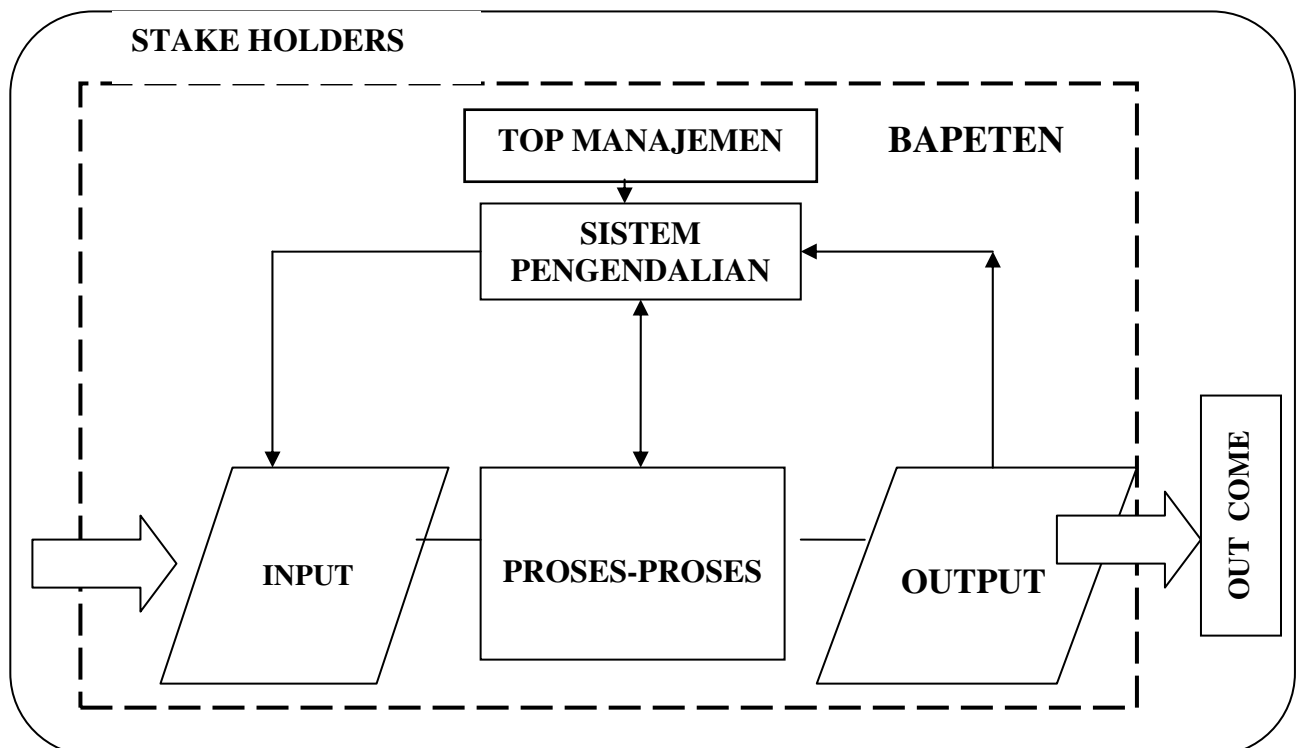 STAKE HOLDERS
TOP MANAJEMEN
BAPETEN
SISTEM
PENGENDALIAN
INPUT
PROSES-PROSES
OUTPUT
OUT COME